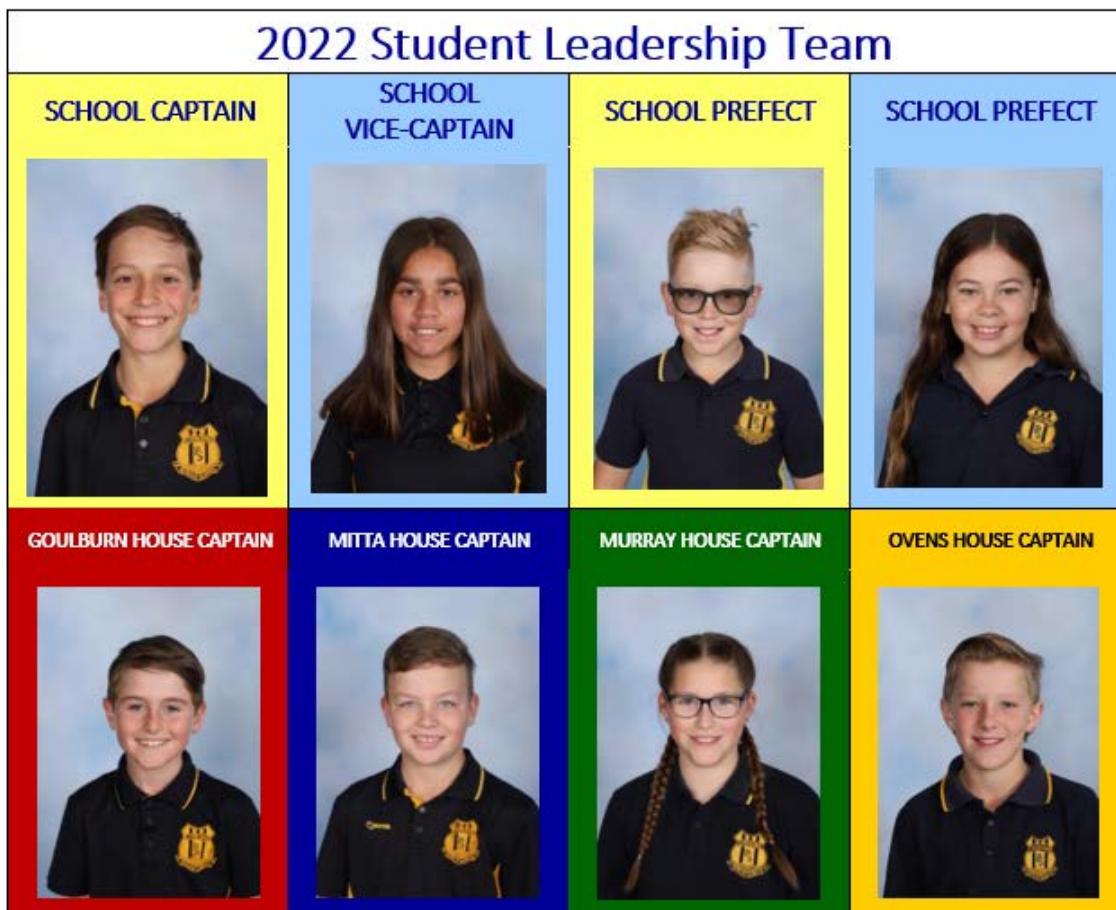 2022 Student Leadership Team
SCHOOL CAPTAIN
SCHOOL
VICE-CAPTAIN
SCHOOL PREFECT
SCHOOL PREFECT
GOULBURN HOUSE CAPTAIN
MITTA HOUSE CAPTAIN
MURRAY HOUSE CAPTAIN
OVENS HOUSE CAPTAIN